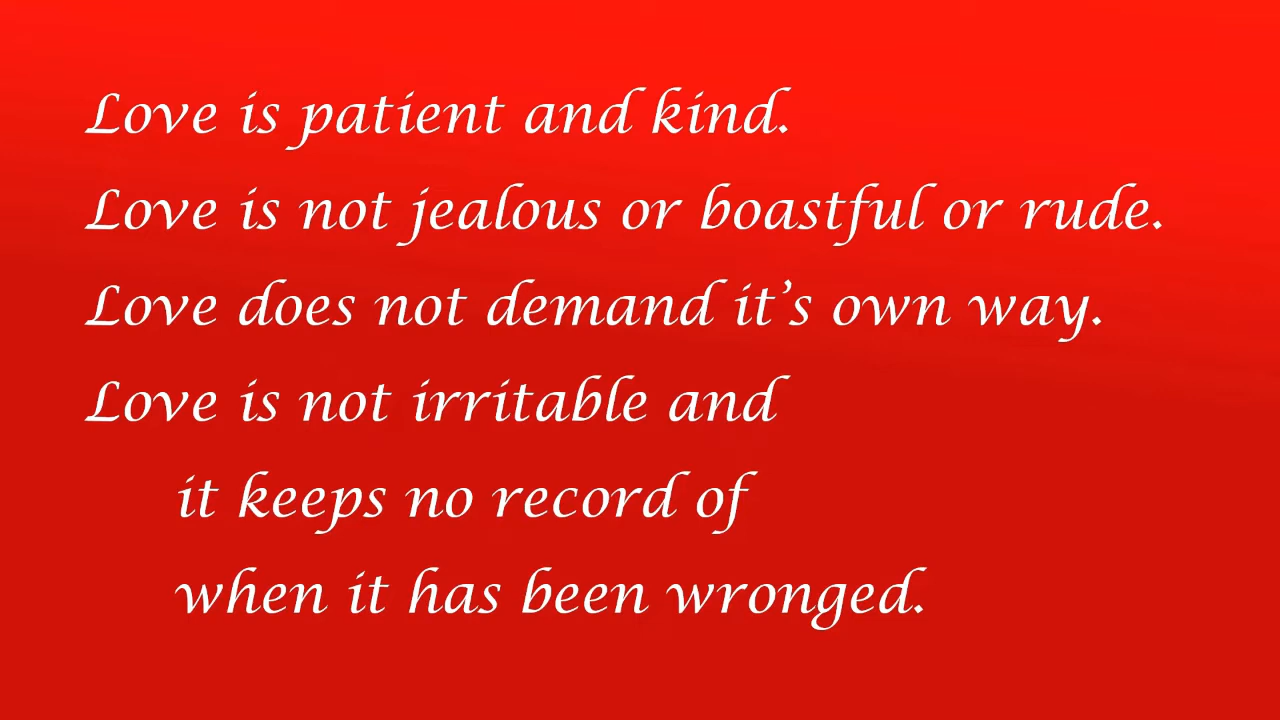 Love is patient and kind.
Love is not jealous or boastful or rude.
Love does not demand it’s own way.
Love is not irritable and
it keeps no record of
when it has been wronged.